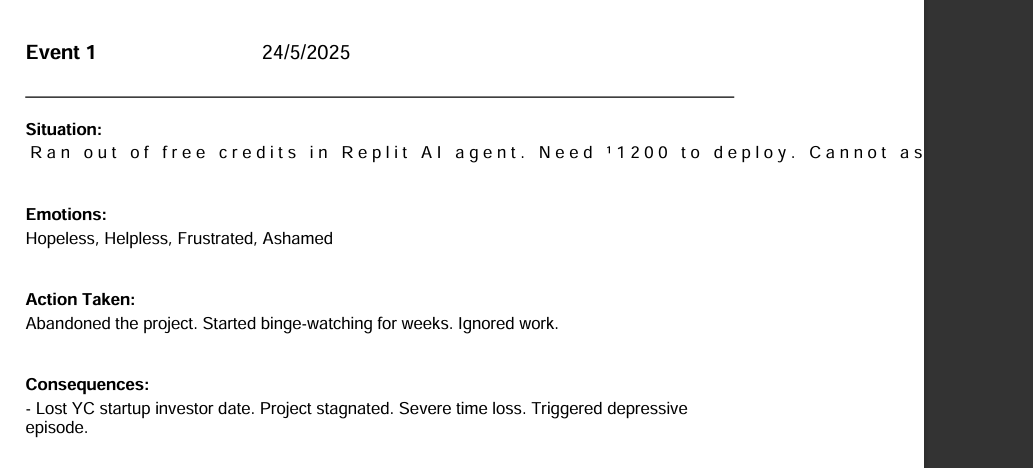 Event 1 24/5/2025
Situation:
Ran out of free credits in Replit AI agent. Need ¹1200 to deploy. Cannot as
Emotions:
Hopeless, Helpless, Frustrated, Ashamed
Action Taken:
Abandoned the project. Started binge-watching for weeks. Ignored work.
Consequences:
- Lost YC startup investor date. Project stagnated. Severe time loss. Triggered depressive
episode.